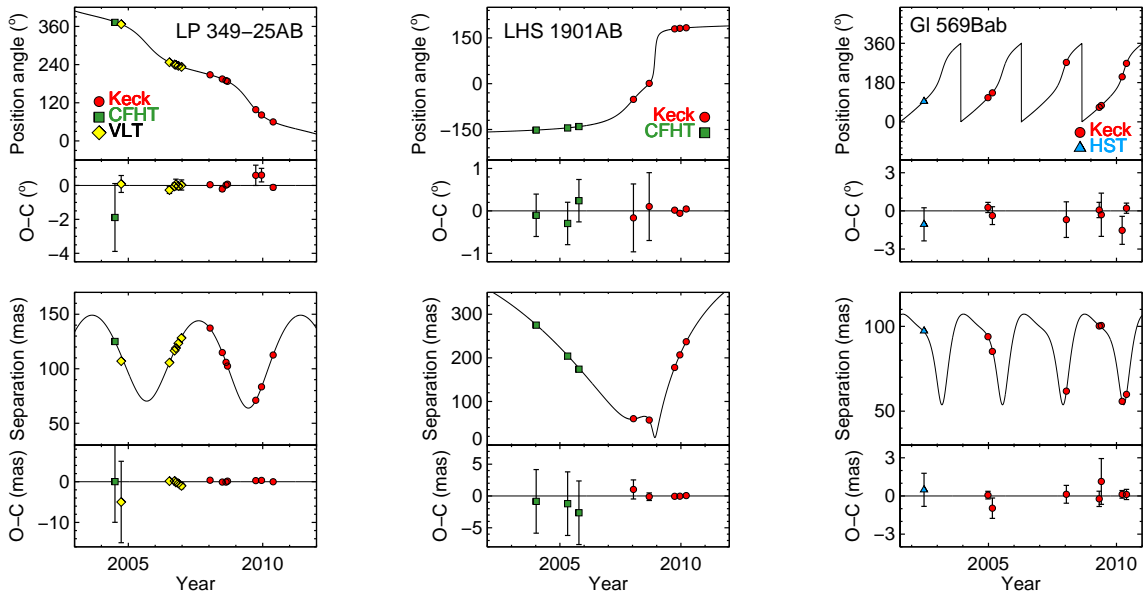 LP 349−25AB
Position angle (°)
360
240
120
0
Keck
CFHT
VLT
O−C (°)
0
−2
−4
Separation (mas)
150
100
50
O−C (mas)
0
−10
2005
2010
Year
LHS 1901AB
Position angle (°)
150
0
−150
Keck
CFHT
O−C (°)
1
0
−1
Separation (mas)
300
200
100
0
O−C (mas)
5
0
−5
2005
2010
Year
Gl 569Bab
Position angle (°)
360
180
0
Keck
HST
O−C (°)
3
0
−3
Separation (mas)
100
50
O−C (mas)
3
0
−3
2005
2010
Year